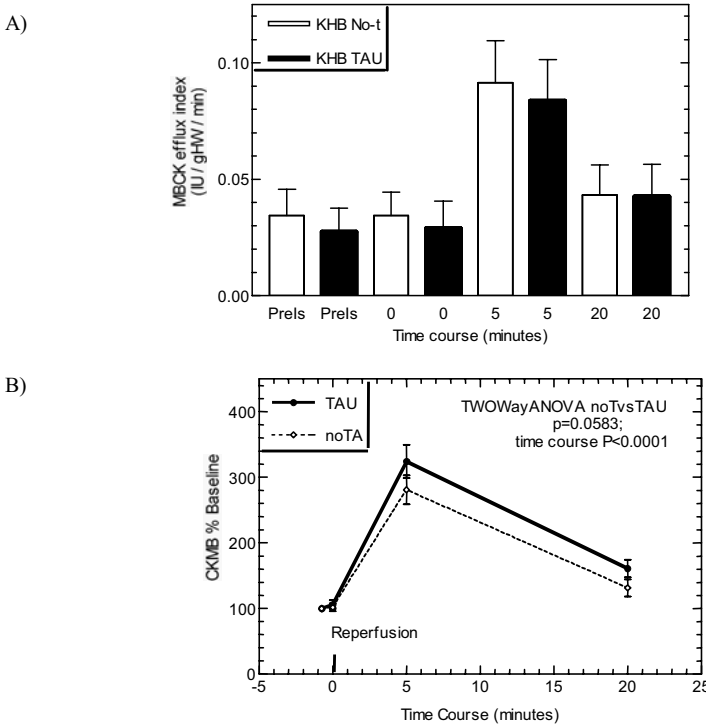 A)
KHB No-t
KHB TAU
MBCK efflux index
(IU / gHW / min)
0.10
0.05
0.00
PreIs PreIs 0 0 5 5 20 20
Time course (minutes)
B)
TAU
noTA
TWOWayANOVA noTvsTAU
p=0.0583;
time course P<0.0001
CKMB % Baseline
400
300
200
100
0
Reperfusion
-5 0 5 10 15 20 25
Time Course (minutes)